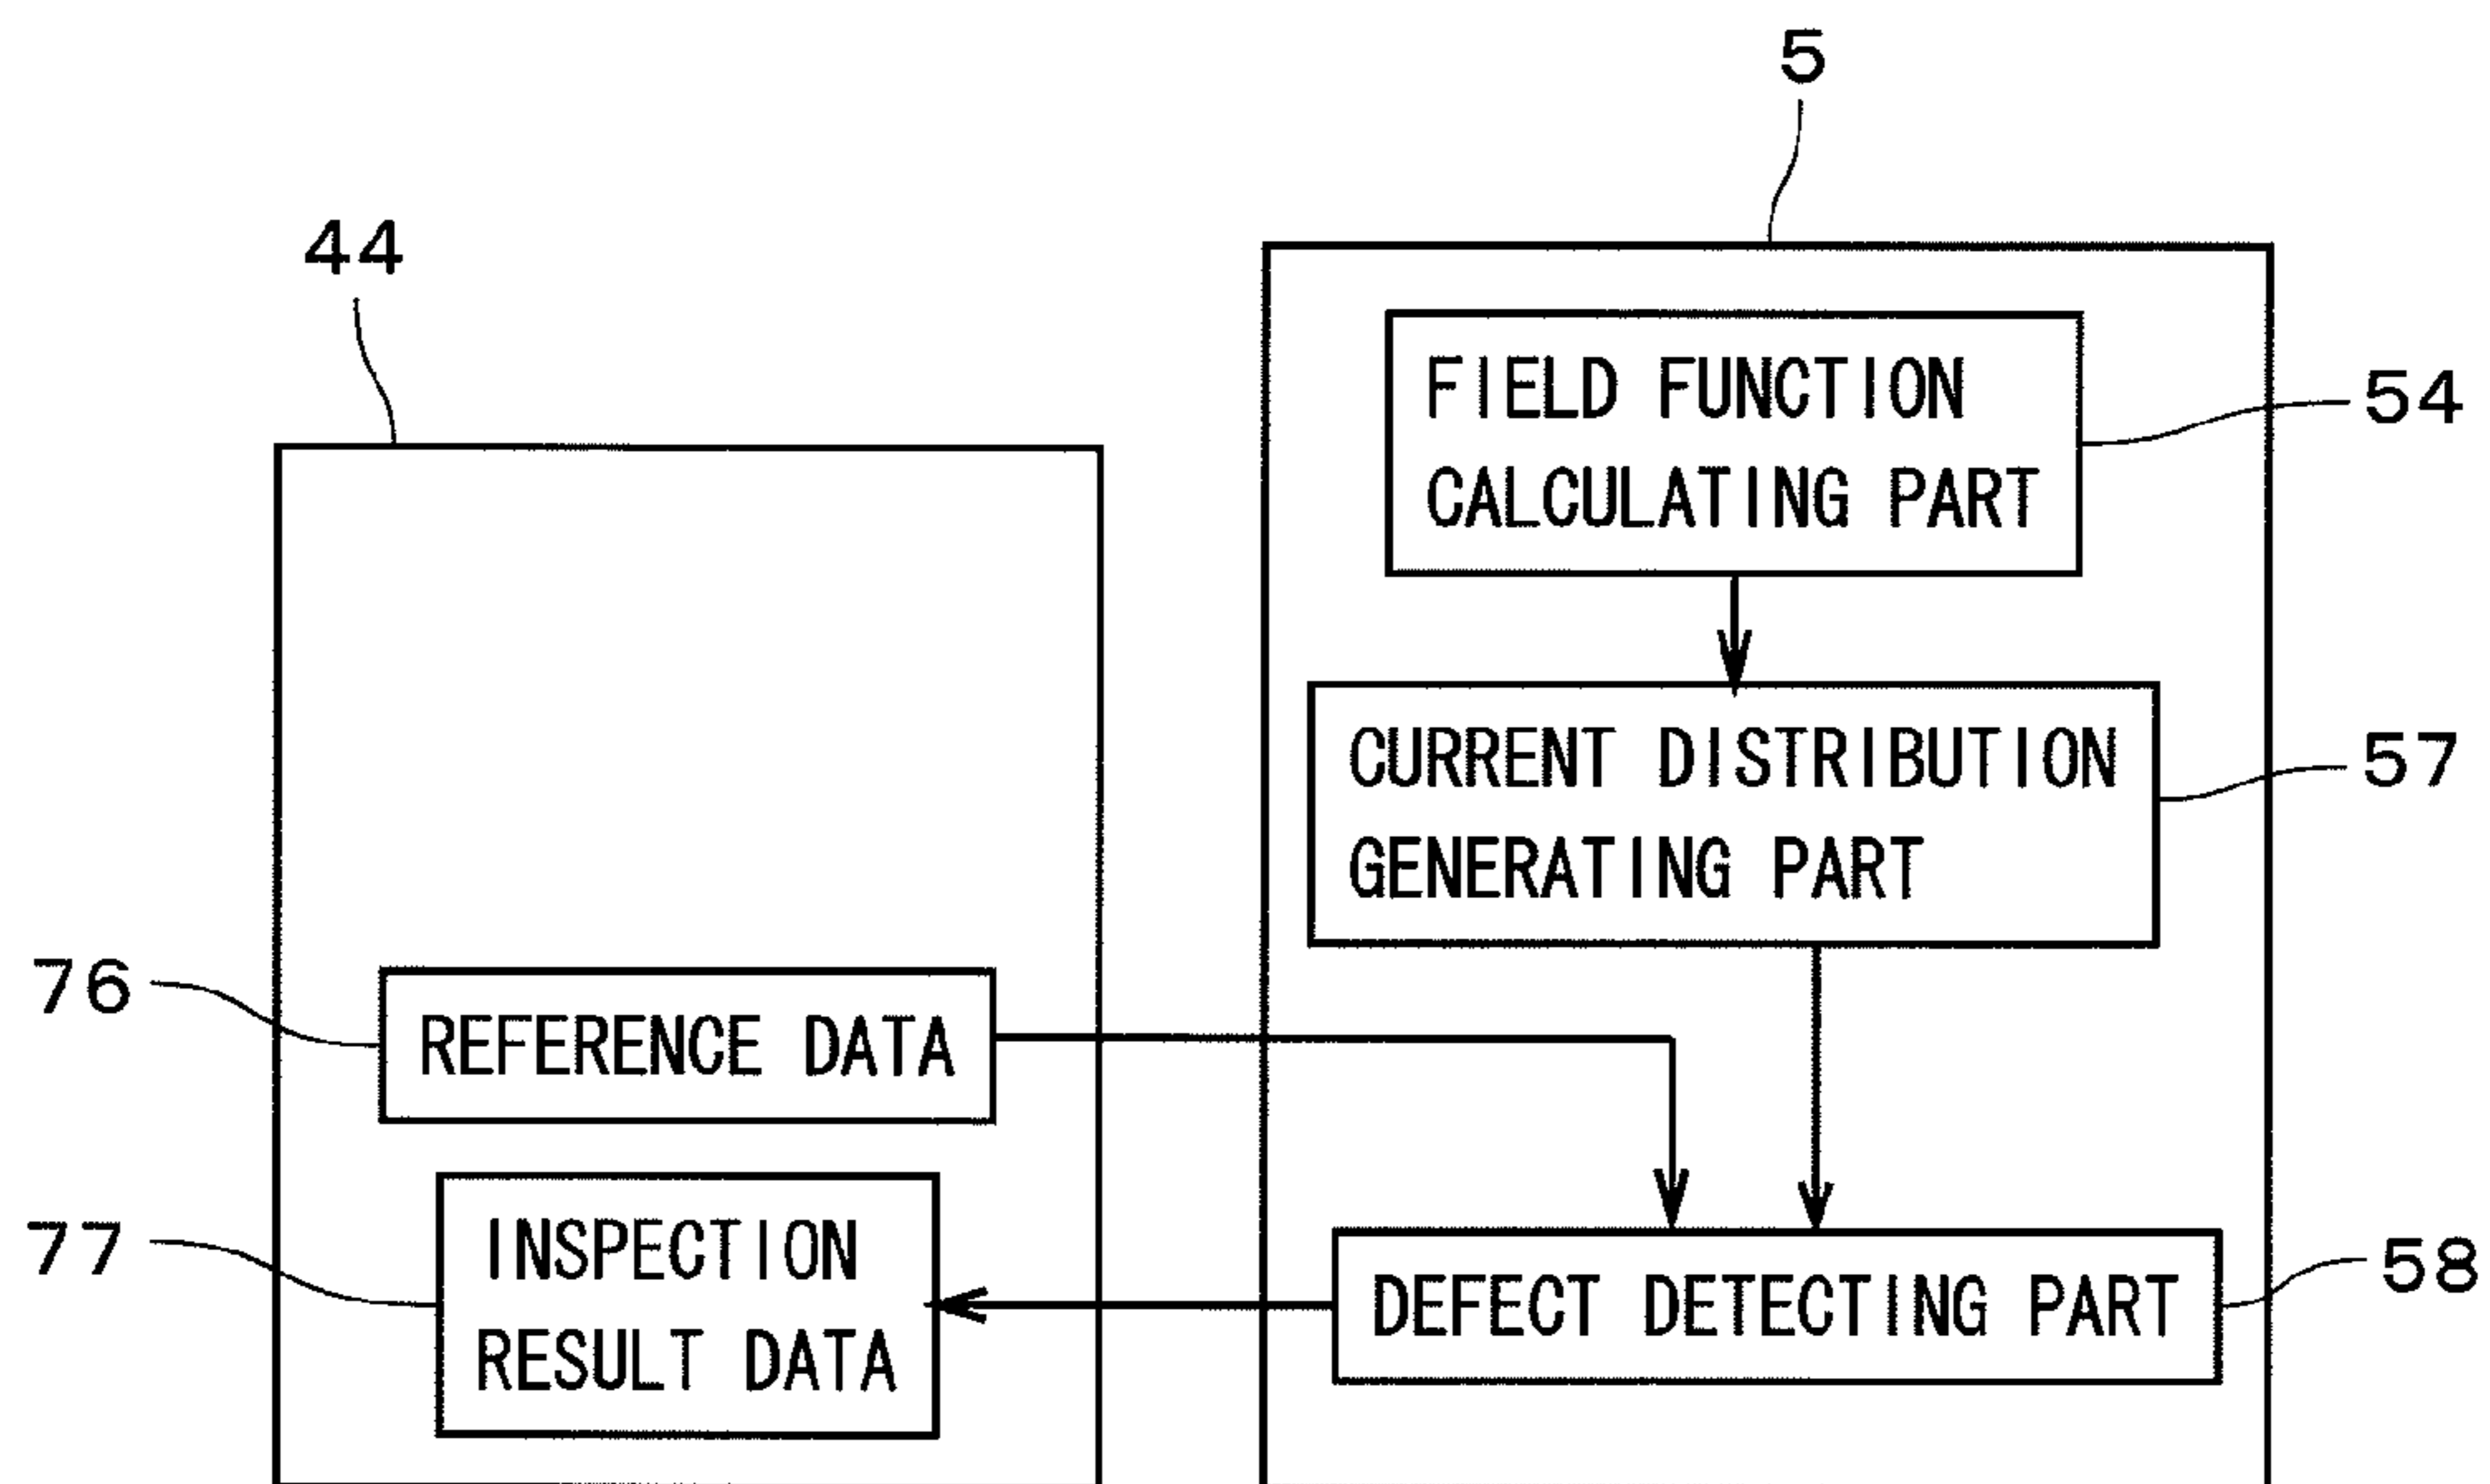 5
44
FIELD FUNCTION
CALCULATING PART
54
CURRENT DISTRIBUTION
GENERATING PART
57
76
REFERENCE DATA
77
INSPECTION
RESULT DATA
DEFECT DETECTING PART
58